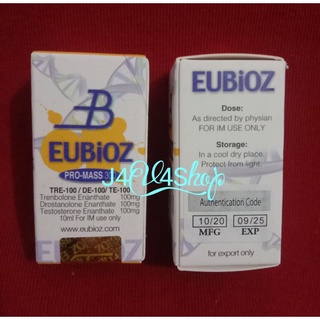 B
EUBiOZ
PRO-MASS
TRE-100 / DE-100/ TE-100
Trenbolone Enanthate 100mg
Drostanolone Enanthate 100mg
Testosterone Enanthate 100mg
10ml For IM use only
www.eubioz.com
EUBiOZ
Dose:
As directed by physian
FOR IM USE ONLY
Storage:
In a cool dry place.
Protect from light.
Authentication Code
10/20 09/25
MFG EXP
for export only
J4PV4Shop